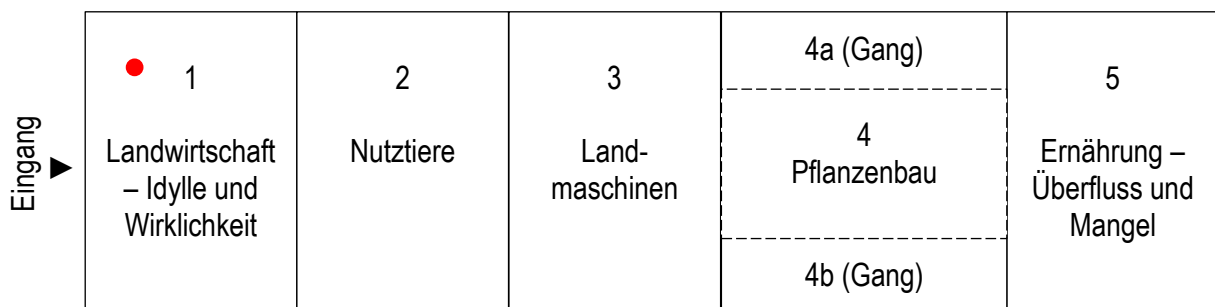 Eingang
1
Landwirtschaft
– Idylle und
Wirklichkeit
2
Nutztiere
3
Land-
maschinen
4a (Gang)
4
Pflanzenbau
4b (Gang)
5
Ernährung –
Überfluss und
Mangel